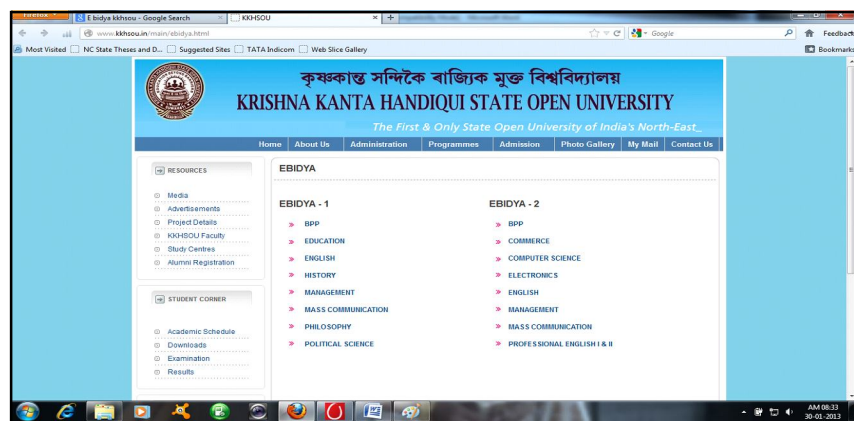 Firefox
E bidya kkhsou - Google Search
KKHSOU
www.kkhsou.in/main/ebidya.html
Google
Feedback
Most Visited
NC State Theses and D...
Suggested Sites
TATA Indicom
Web Slice Gallery
Bookmarks
কৃষ্ণকান্ত সন্দিকৈ ৰাজ্যিক মুক্ত বিশ্ববিদ্যালয়
KRISHNA KANTA HANDIQUI STATE OPEN UNIVERSITY
The First & Only State Open University of India's North-East_
Home About Us Administration Programmes Admission Photo Gallery My Mail Contact Us
RESOURCES
Media
Advertisements
Project Details
KKHSOU Faculty
Study Centres
Alumni Registration
STUDENT CORNER
Academic Schedule
Downloads
Examination
Results
EBIDYA
EBIDYA - 1
BPP
EDUCATION
ENGLISH
HISTORY
MANAGEMENT
MASS COMMUNICATION
PHILOSOPHY
POLITICAL SCIENCE
EBIDYA - 2
BPP
COMMERCE
COMPUTER SCIENCE
ELECTRONICS
ENGLISH
MANAGEMENT
MASS COMMUNICATION
PROFESSIONAL ENGLISH I & II
AM 08:33
30-01-2013